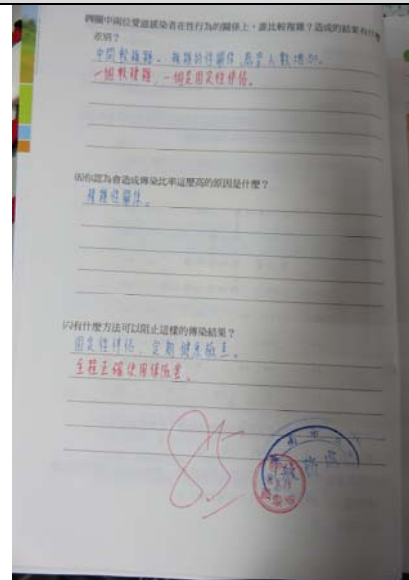 ㈣圖中兩位愛滋感染者在性行為的關係上，誰比較複雜？造成的結果有什麼
差別？
中間較複雜。複雜的性關係，感染人數增加。
一個較複雜，一個是固定性伴侶。
㈤你認為會造成傳染比率這麼高的原因是什麼？
複雜性關係。
㈥有什麼方法可以阻止這樣的傳染結果？
固定性伴侶，定期健康檢查。
全程正確使用保險套。
85